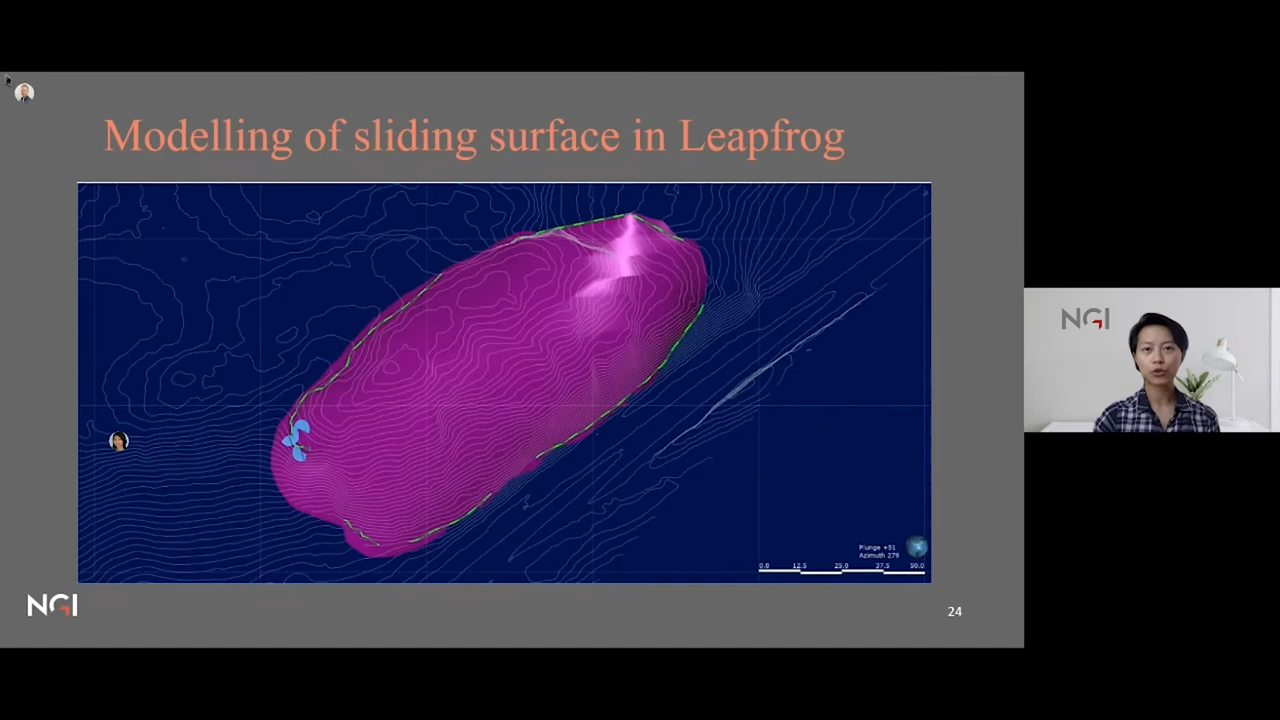 Modelling of sliding surface in Leapfrog
NGI
Plunge +51
Azimuth 279
0.0 12.5 25.0 37.5 50.0
NGI
24